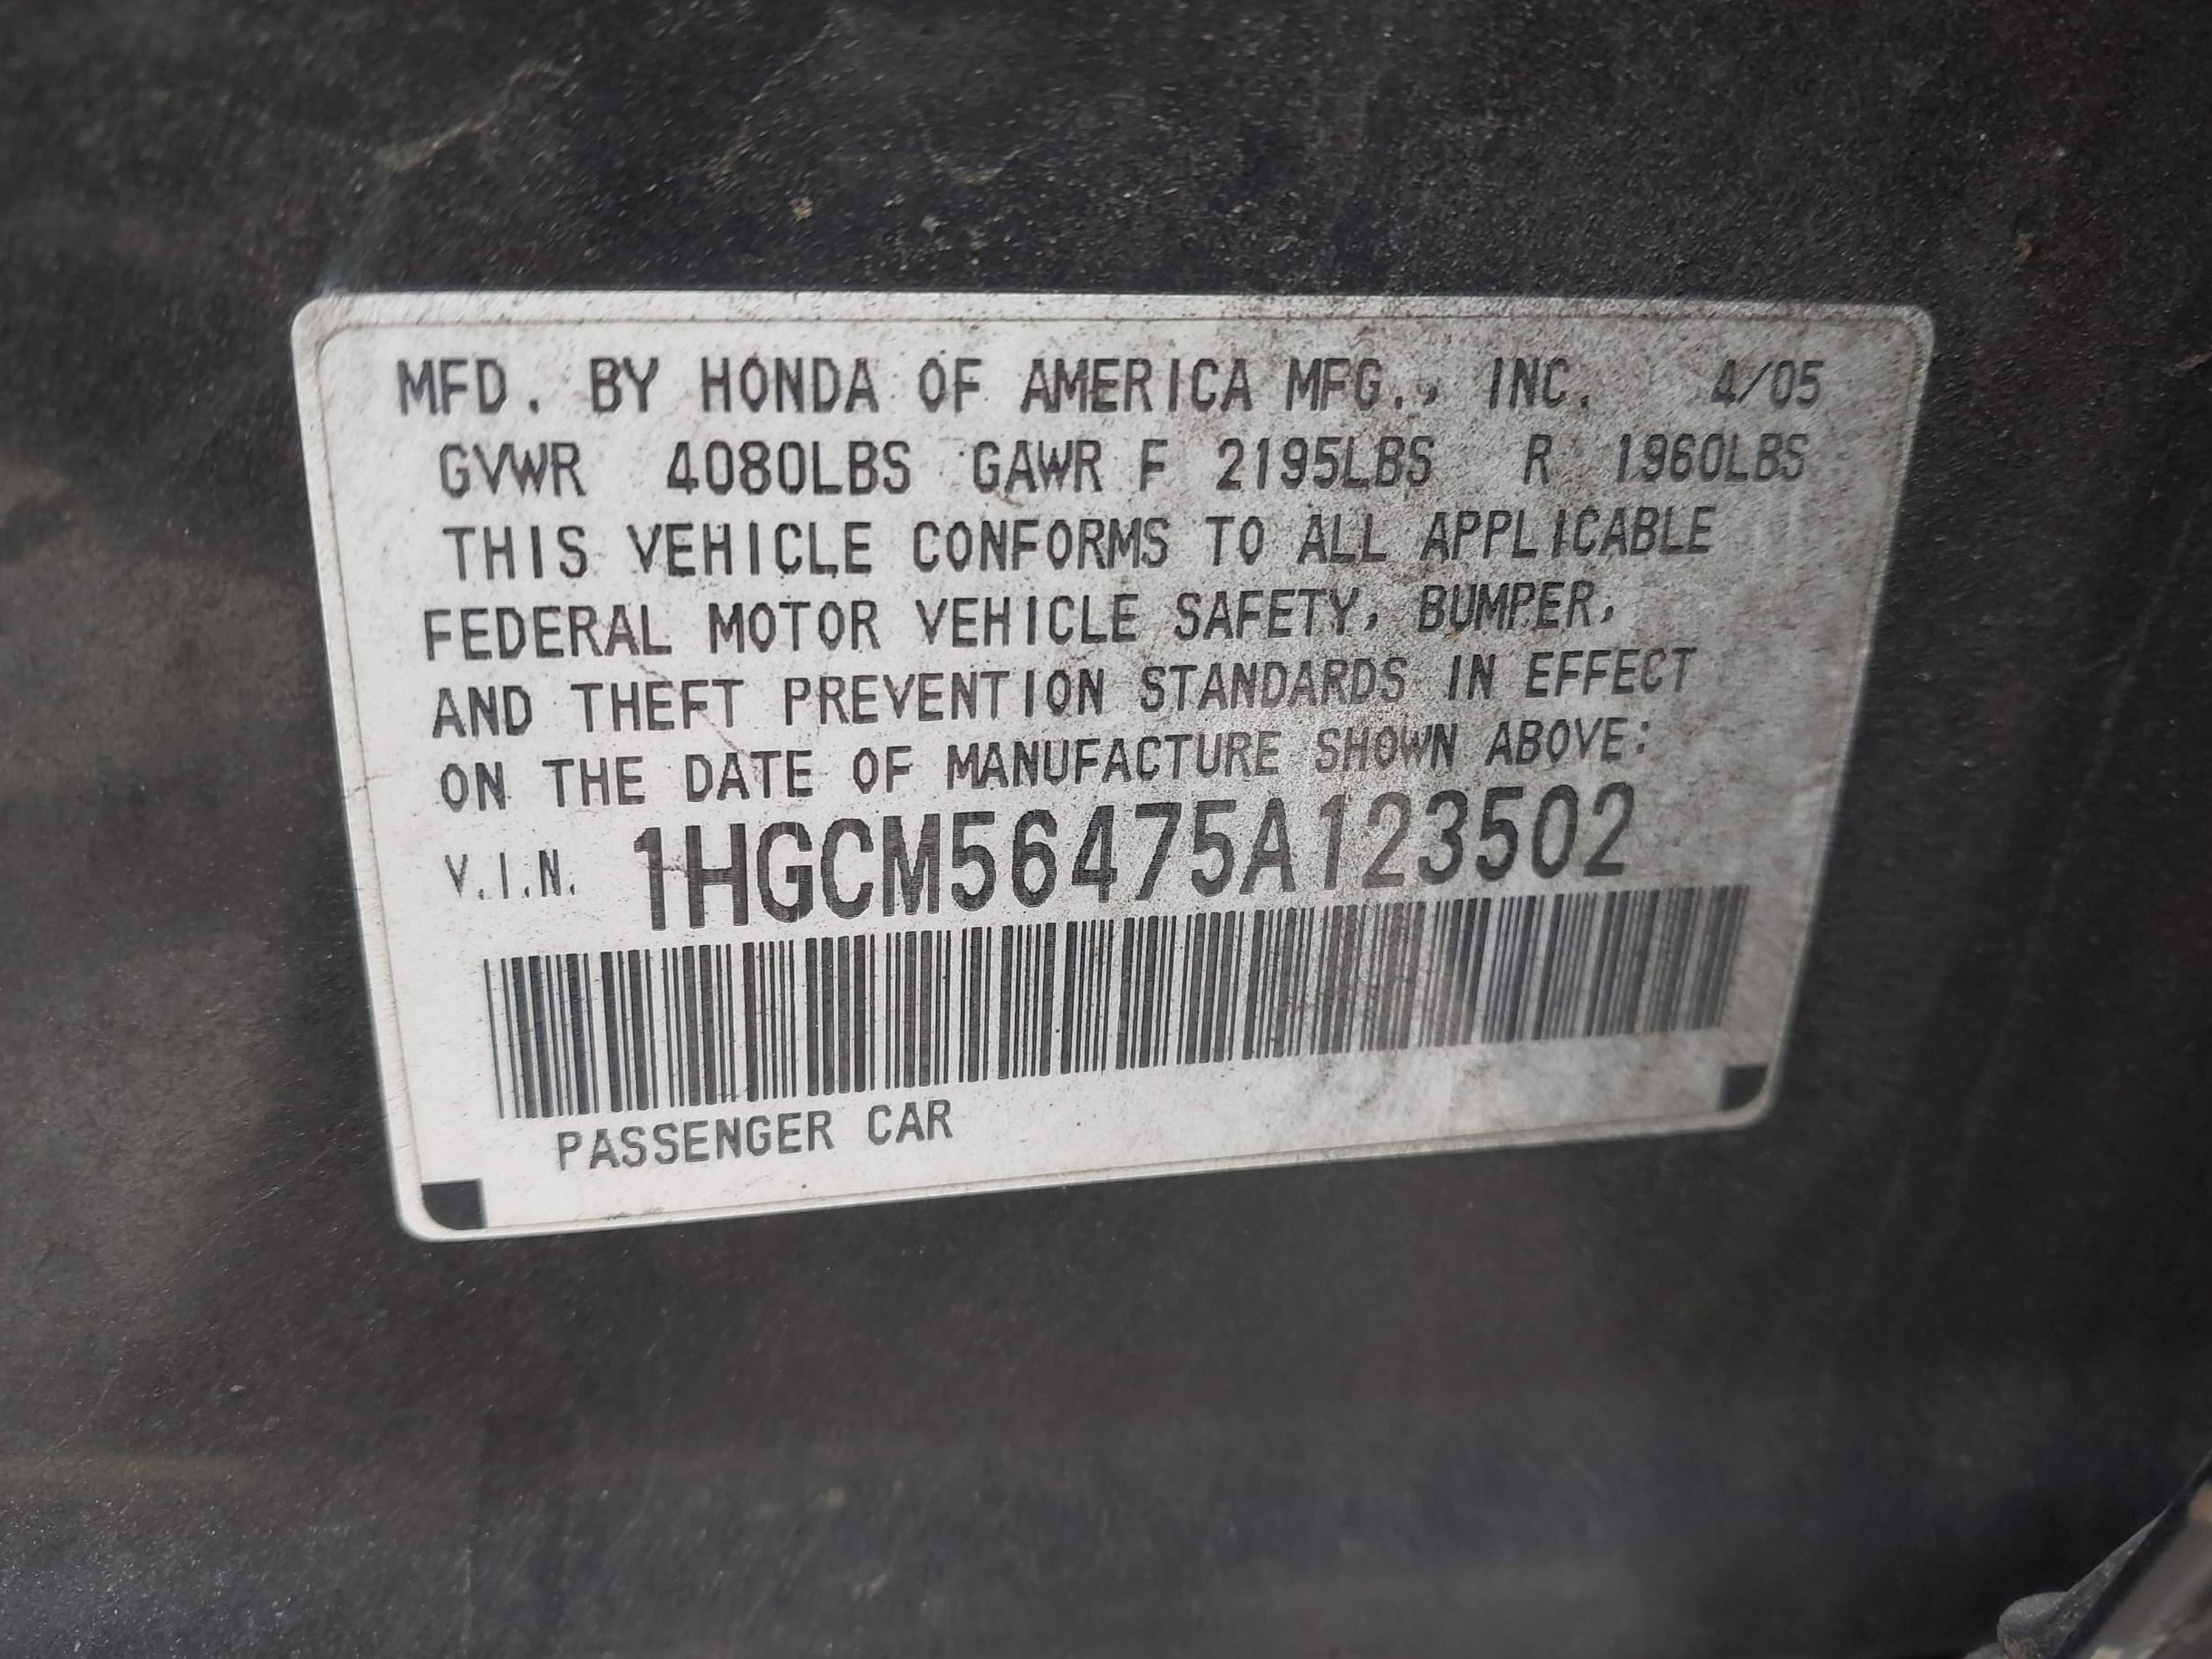 MFD. BY HONDA OF AMERICA MFG., INC. 4/05
GVWR 4080LBS GAWR F 2195LBS R 1960LBS
THIS VEHICLE CONFORMS TO ALL APPLICABLE
FEDERAL MOTOR VEHICLE SAFETY, BUMPER,
AND THEFT PREVENTION STANDARDS IN EFFECT
ON THE DATE OF MANUFACTURE SHOWN ABOVE:
V.I.N. 1HGCM56475A123502
PASSENGER CAR